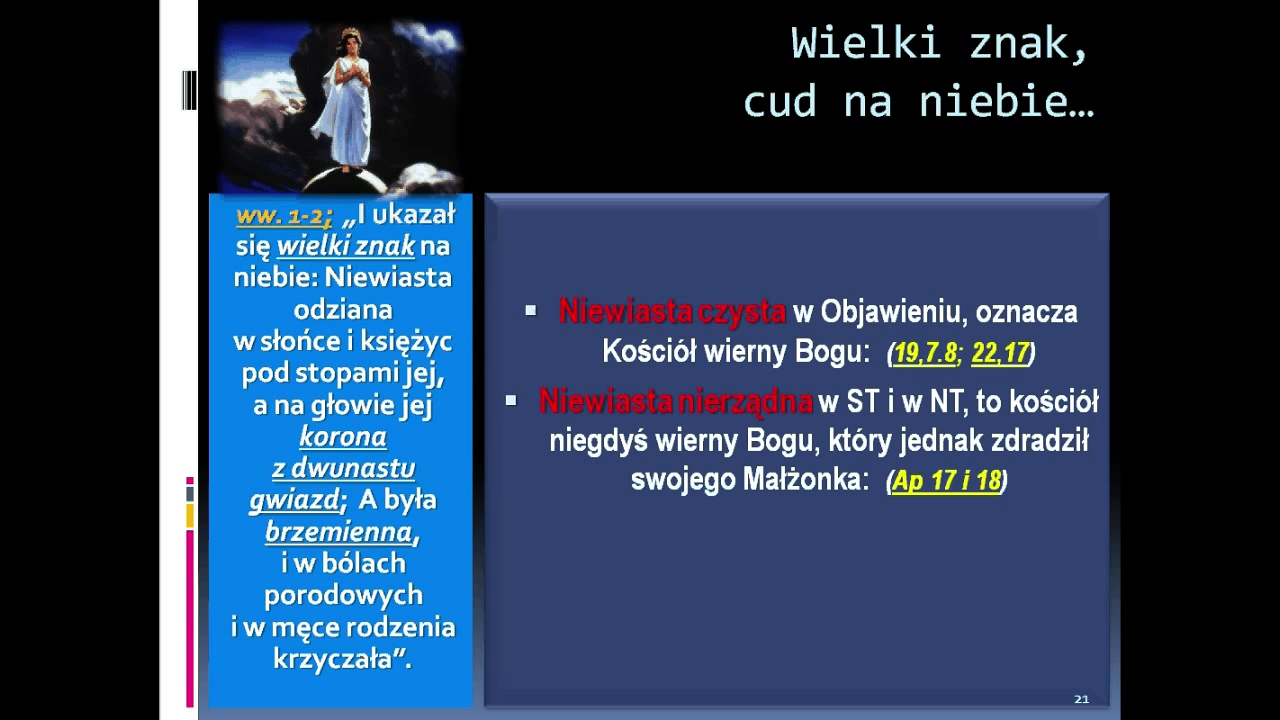 Wielki znak,
cud na niebie…
ww. 1-2; „I ukazał
się wielki znak na
niebie: Niewiasta
odziana
w słońce i księżyc
pod stopami jej,
a na głowie jej
korona
z dwunastu
gwiazd; A była
brzemienna,
i w bólach
porodowych
i w męce rodzenia
krzyczała”.
▪ Niewiasta czysta w Objawieniu, oznacza
Kościół wierny Bogu: (19,7.8; 22,17)
▪ Niewiasta nierządna w ST i w NT, to kościół
niegdyś wierny Bogu, który jednak zdradził
swojego Małżonka: (Ap 17 i 18)
21